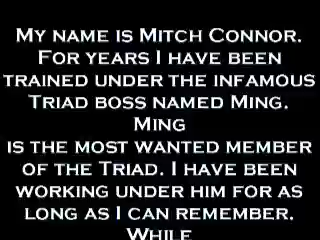 My name is Mitch Connor.
For years I have been
trained under the infamous
Triad boss named Ming.
Ming
is the most wanted member
of the Triad. I have been
working under him for as
long as I can remember.
While